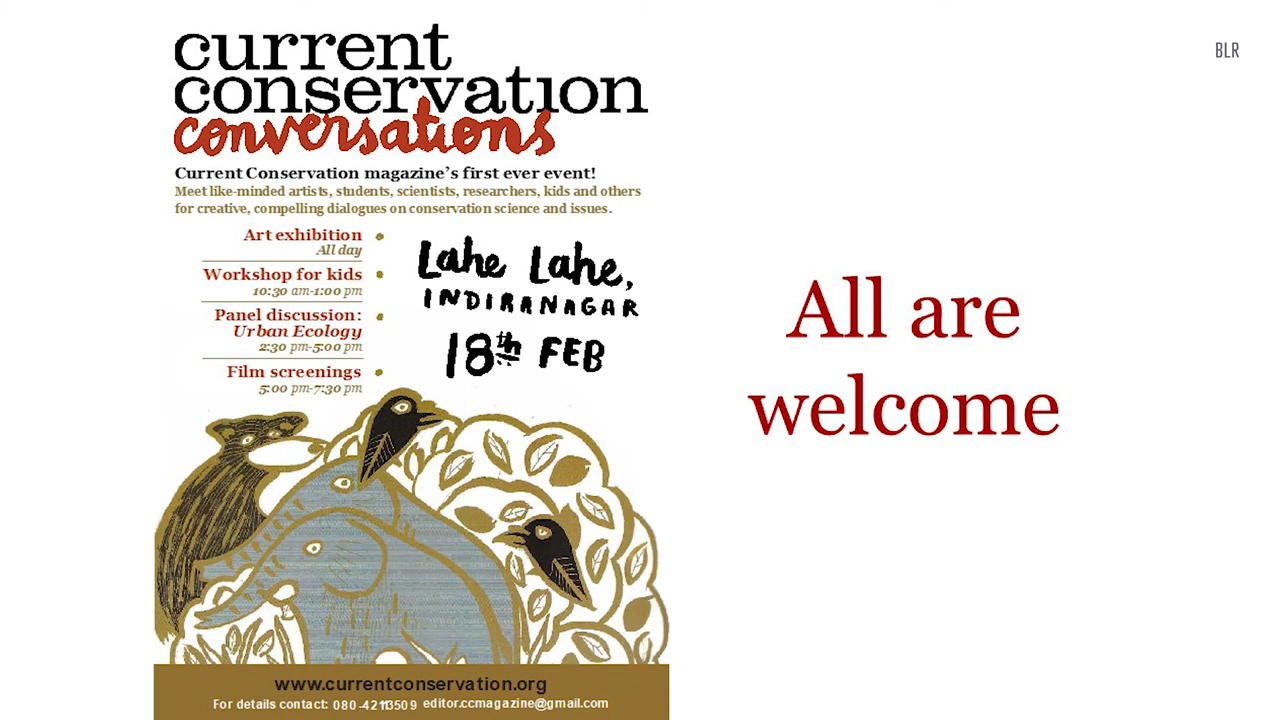 current
conservation
conversations
Current Conservation magazine's first ever event!
Meet like-minded artists, students, scientists, researchers, kids and others
for creative, compelling dialogues on conservation science and issues.
Art exhibition
All day
Workshop for kids
10:30 am-1:00 pm
Panel discussion:
Urban Ecology
2:30 pm-5:00 pm
Film screenings
5:00 pm-7:30 pm
Lahe Lahe,
INDIRANAGAR
18th FEB
www.currentconservation.org
For details contact: editor.ccmagazine@gmail.com
All are
welcome
BLR